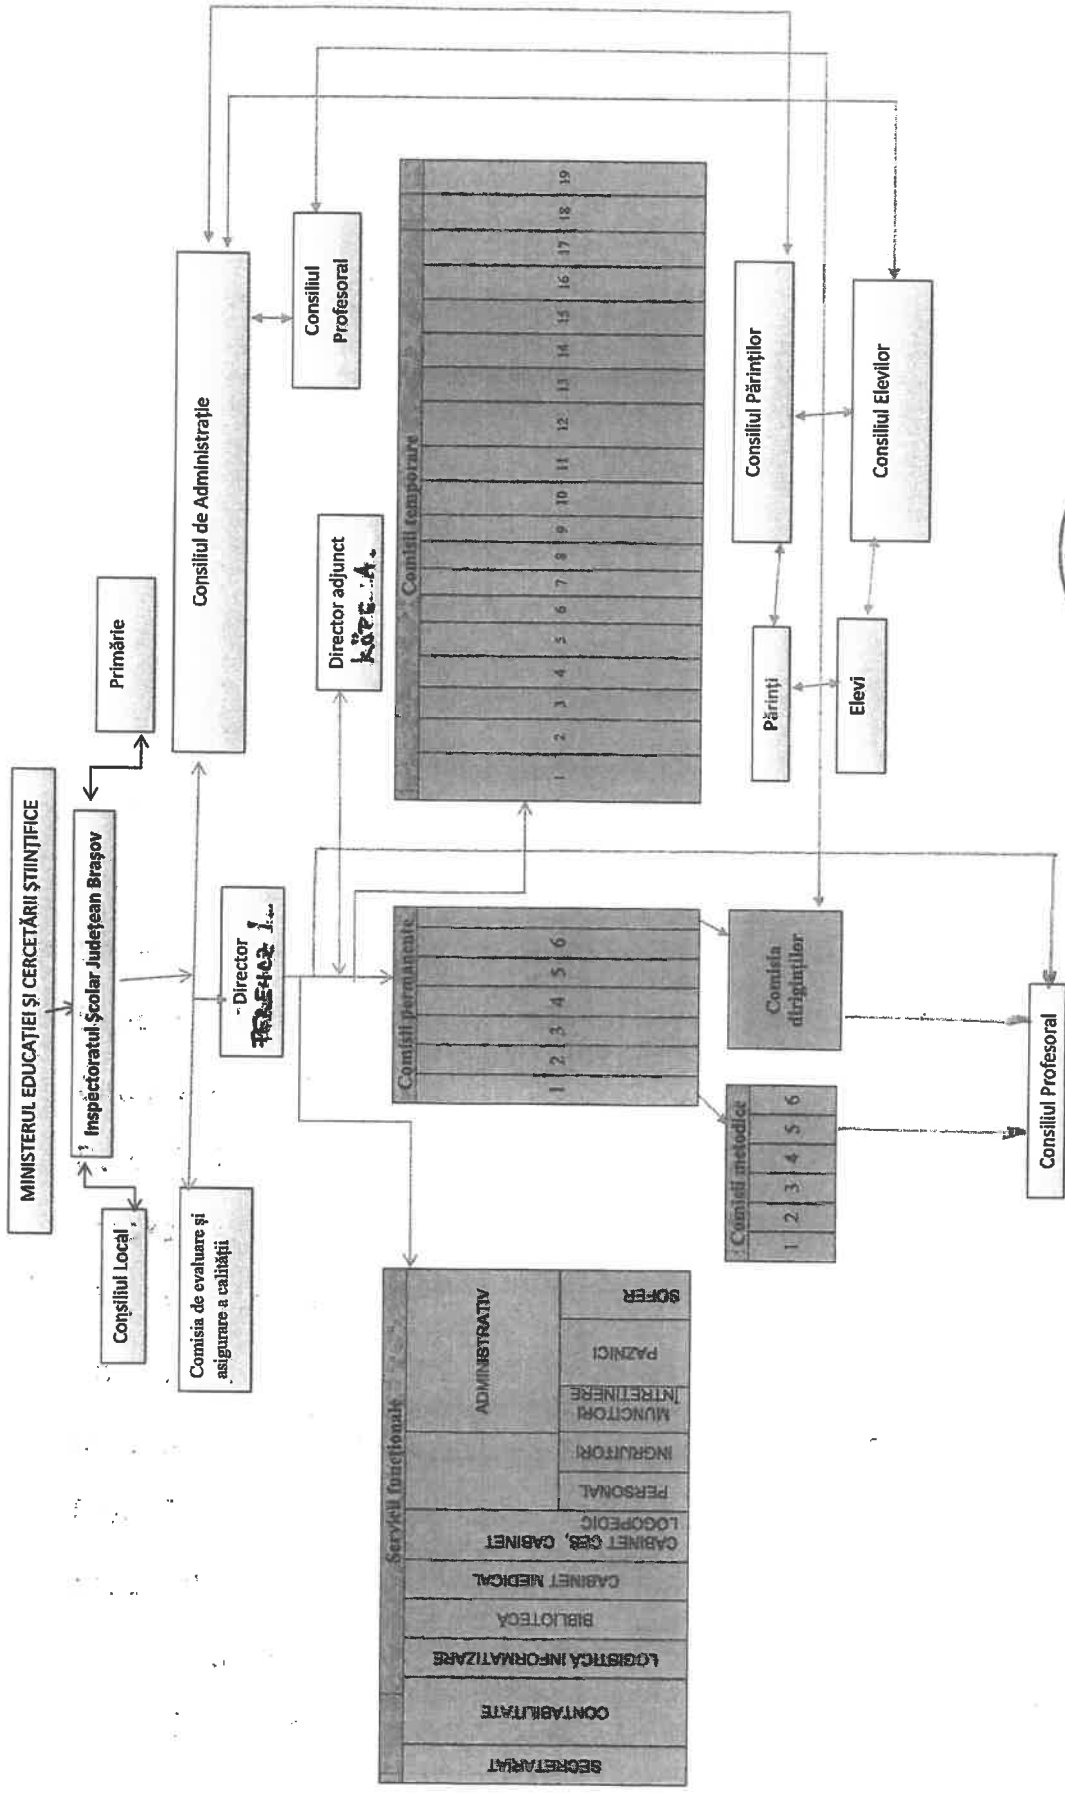 MINISTERUL EDUCAȚIEI ȘI CERCETĂRII ȘTIINȚIFICE
Inspectoratul Școlar Județean Brașov
Consiliul Local
Primărie
Comisia de evaluare și
asigurare a calității
Consiliul de Administrație
Director
Director adjunct
Consiliul
Profesoral
Servicii funcționale
SECRETARIAT
CONTABILITATE
LOGISTICĂ INFORMATIZARE
BIBLIOTECĂ
CABINET MEDICAL
CABINET CES, CABINET
LOGOPEDIC
ADMINISTRATIV
PERSONAL
INGRIJITORI
MUNCITORI
ÎNTREȚINERE
PAZNICI
SOFER
Comisii permanente
1 2 3 4 5 6
Comisii temporare
1 2 3 4 5 6 7 8 9 10 11 12 13 14 15 16 17 18 19
Comisii metodice
1 2 3 4 5 6
Comisia
diriginților
Părinți
Consiliul Părinților
Elevi
Consiliul Elevilor
Consiliul Profesoral